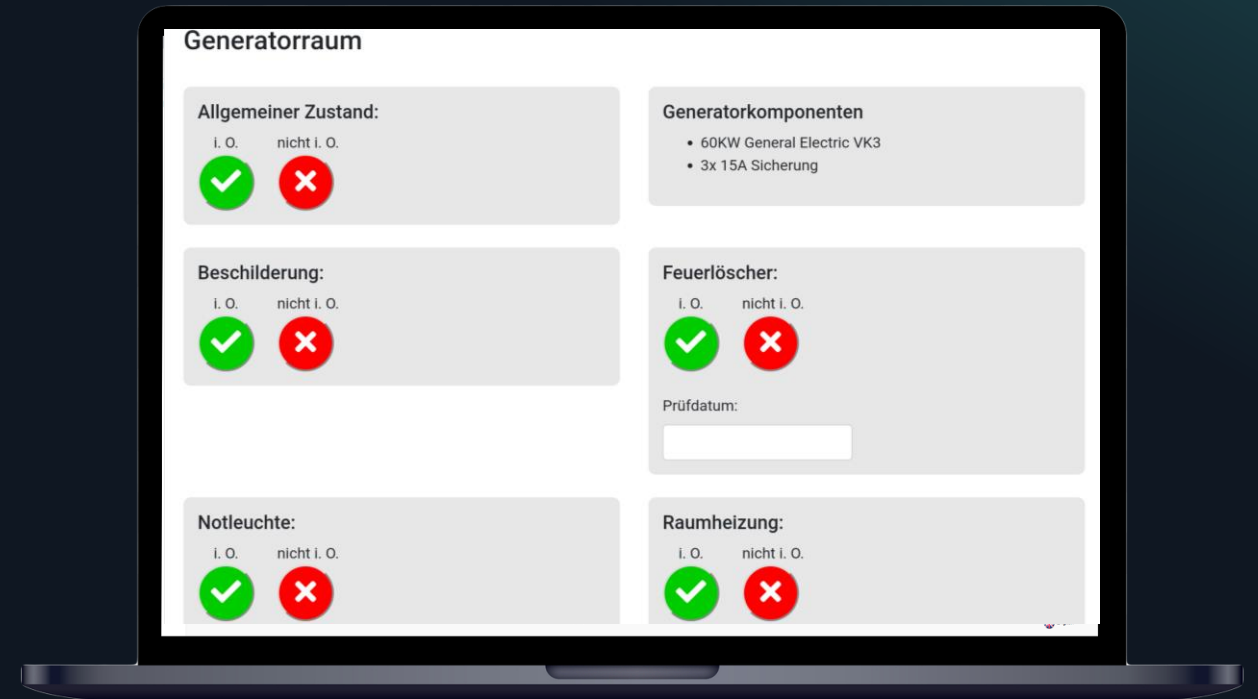 Generatorraum
Allgemeiner Zustand:
i. O. nicht i. O.
Generatorkomponenten
• 60KW General Electric VK3
• 3x 15A Sicherung
Beschilderung:
i. O. nicht i. O.
Feuerlöscher:
i. O. nicht i. O.
Prüfdatum:
Notleuchte:
i. O. nicht i. O.
Raumheizung:
i. O. nicht i. O.